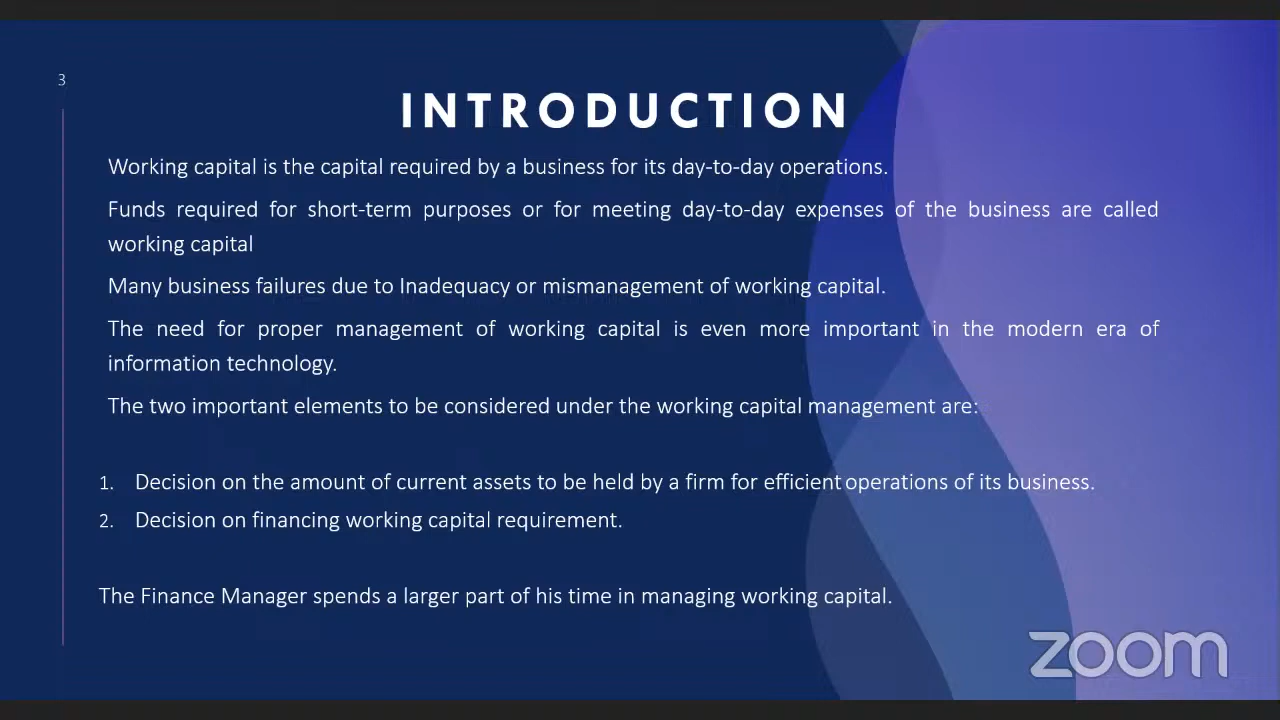 3
INTRODUCTION
Working capital is the capital required by a business for its day-to-day operations.
Funds required for short-term purposes or for meeting day-to-day expenses of the business are called
working capital
Many business failures due to Inadequacy or mismanagement of working capital.
The need for proper management of working capital is even more important in the modern era of
information technology.
The two important elements to be considered under the working capital management are:
1. Decision on the amount of current assets to be held by a firm for efficient operations of its business.
2. Decision on financing working capital requirement.
The Finance Manager spends a larger part of his time in managing working capital.
zoom